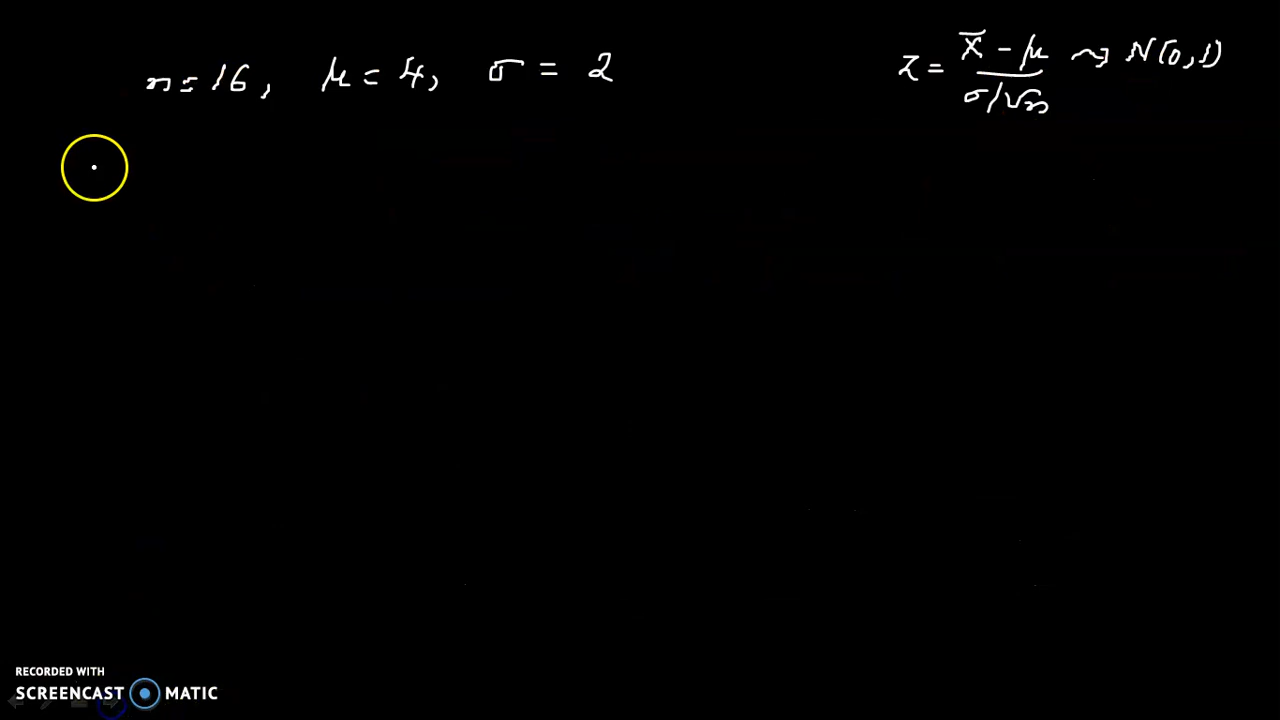 n = 16, μ = 4, σ = 2
z = (x̄ - μ) / (σ/√n) ~> N(0,1)
RECORDED WITH
SCREENCAST MATIC